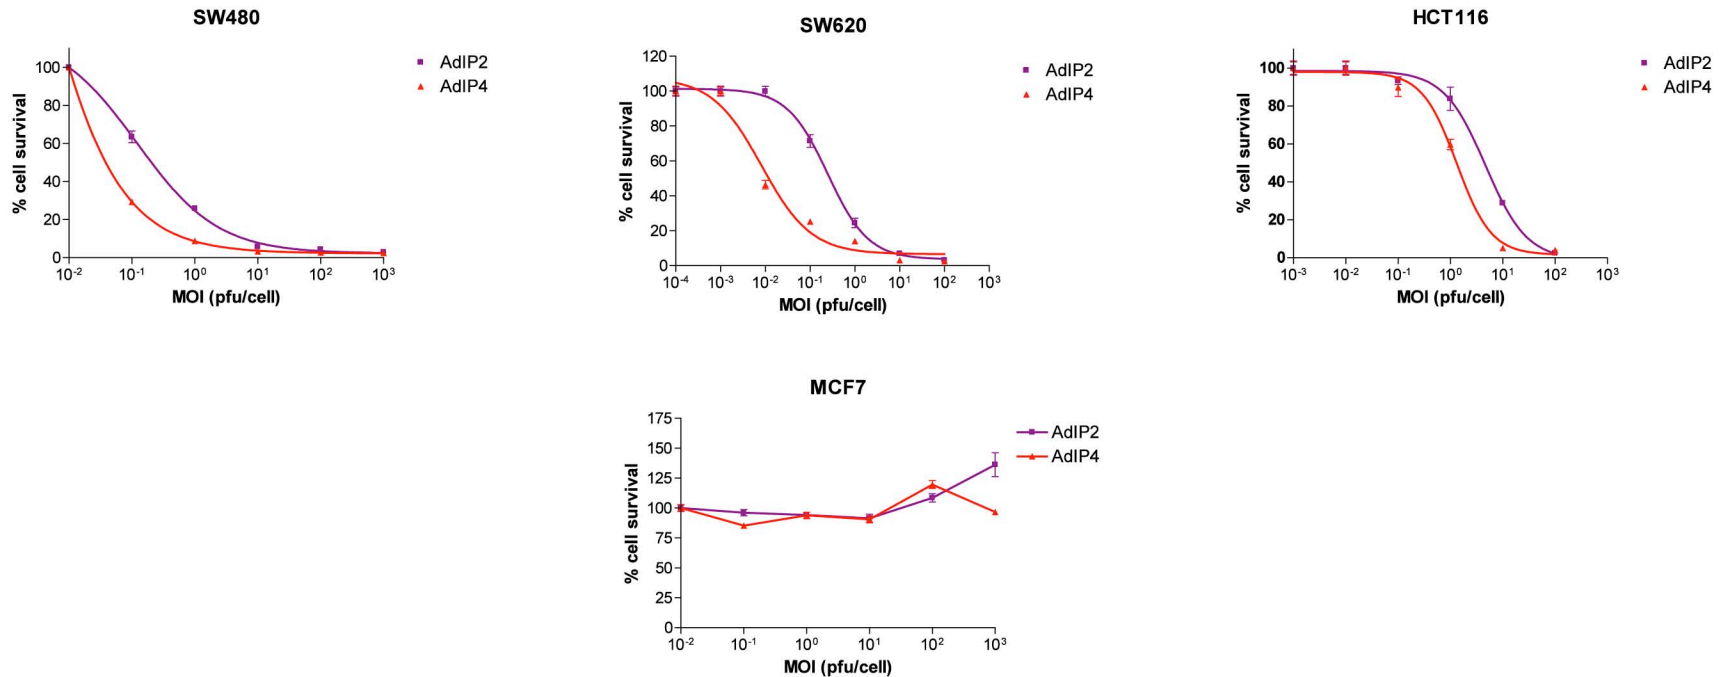 SW480
100
80
60
40
20
0
% cell survival
10-2 10-1 100 101 102 103
MOI (pfu/cell)
AdIP2
AdIP4
SW620
120
100
80
60
40
20
0
% cell survival
10-4 10-3 10-2 10-1 100 101 102 103
MOI (pfu/cell)
AdIP2
AdIP4
HCT116
100
80
60
40
20
0
% cell survival
10-3 10-2 10-1 100 101 102 103
MOI (pfu/cell)
AdIP2
AdIP4
MCF7
175
150
125
100
75
50
25
0
% cell survival
10-2 10-1 100 101 102 103
MOI (pfu/cell)
AdIP2
AdIP4